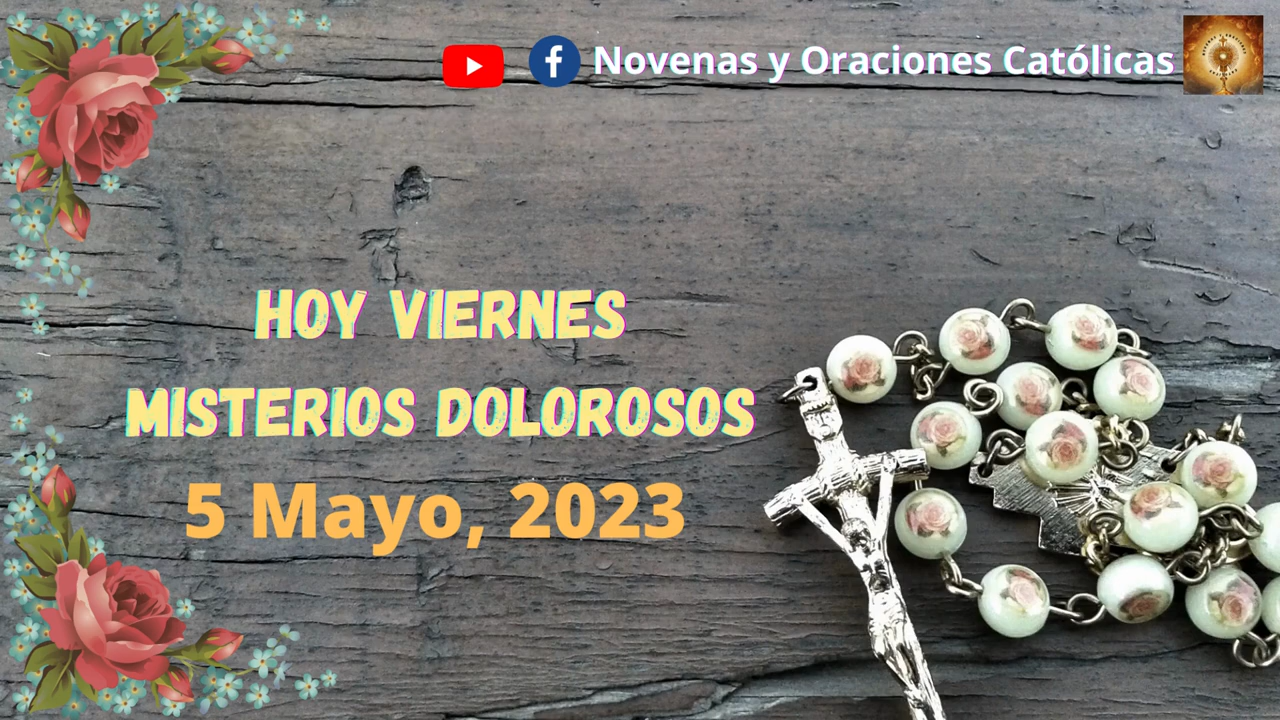 Novenas y Oraciones Católicas
HOY VIERNES
MISTERIOS DOLOROSOS
5 Mayo, 2023